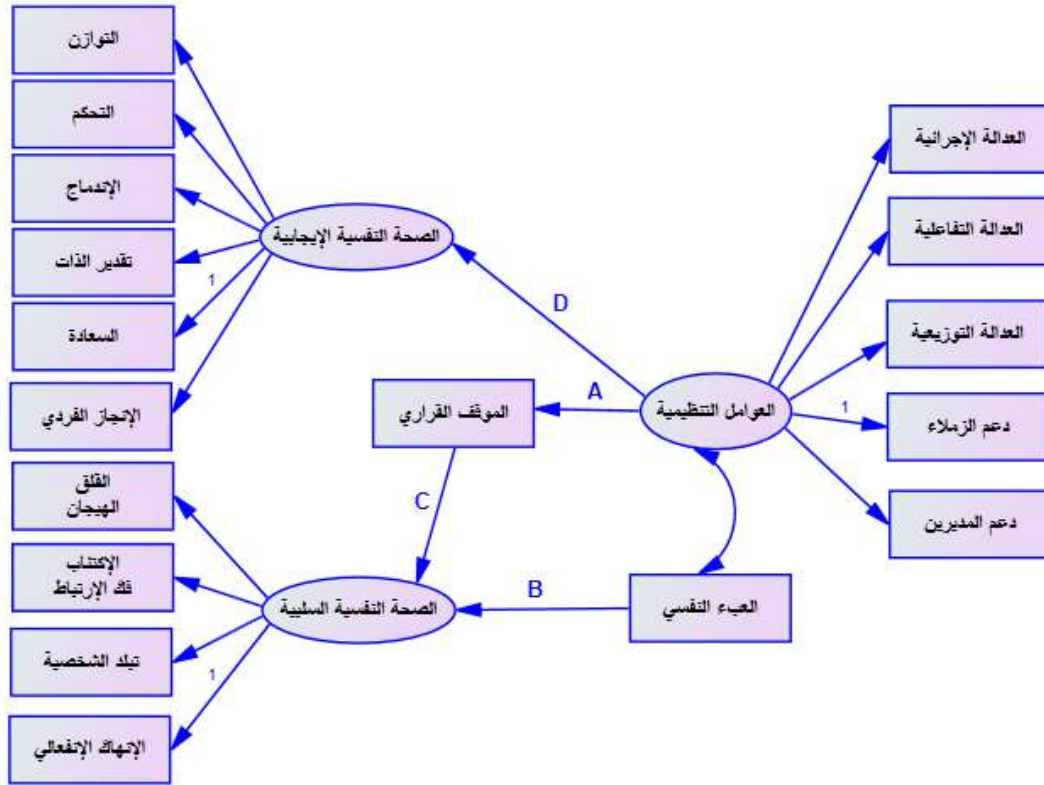 التوازن
التحكم
الإندماج
تقدير الذات
السعادة
الإنجاز الفردي
القلق
الهيجان
الإكتئاب
فك الإرتباط
تبلد الشخصية
الإنهاك الإنفعالي
1
1
الصحة النفسية الإيجابية
الصحة النفسية السلبية
الموقف القراري
D
A
C
B
العوامل التنظيمية
العبء النفسي
1
العدالة الإجرائية
العدالة التفاعلية
العدالة التوزيعية
دعم الزملاء
دعم المديرين